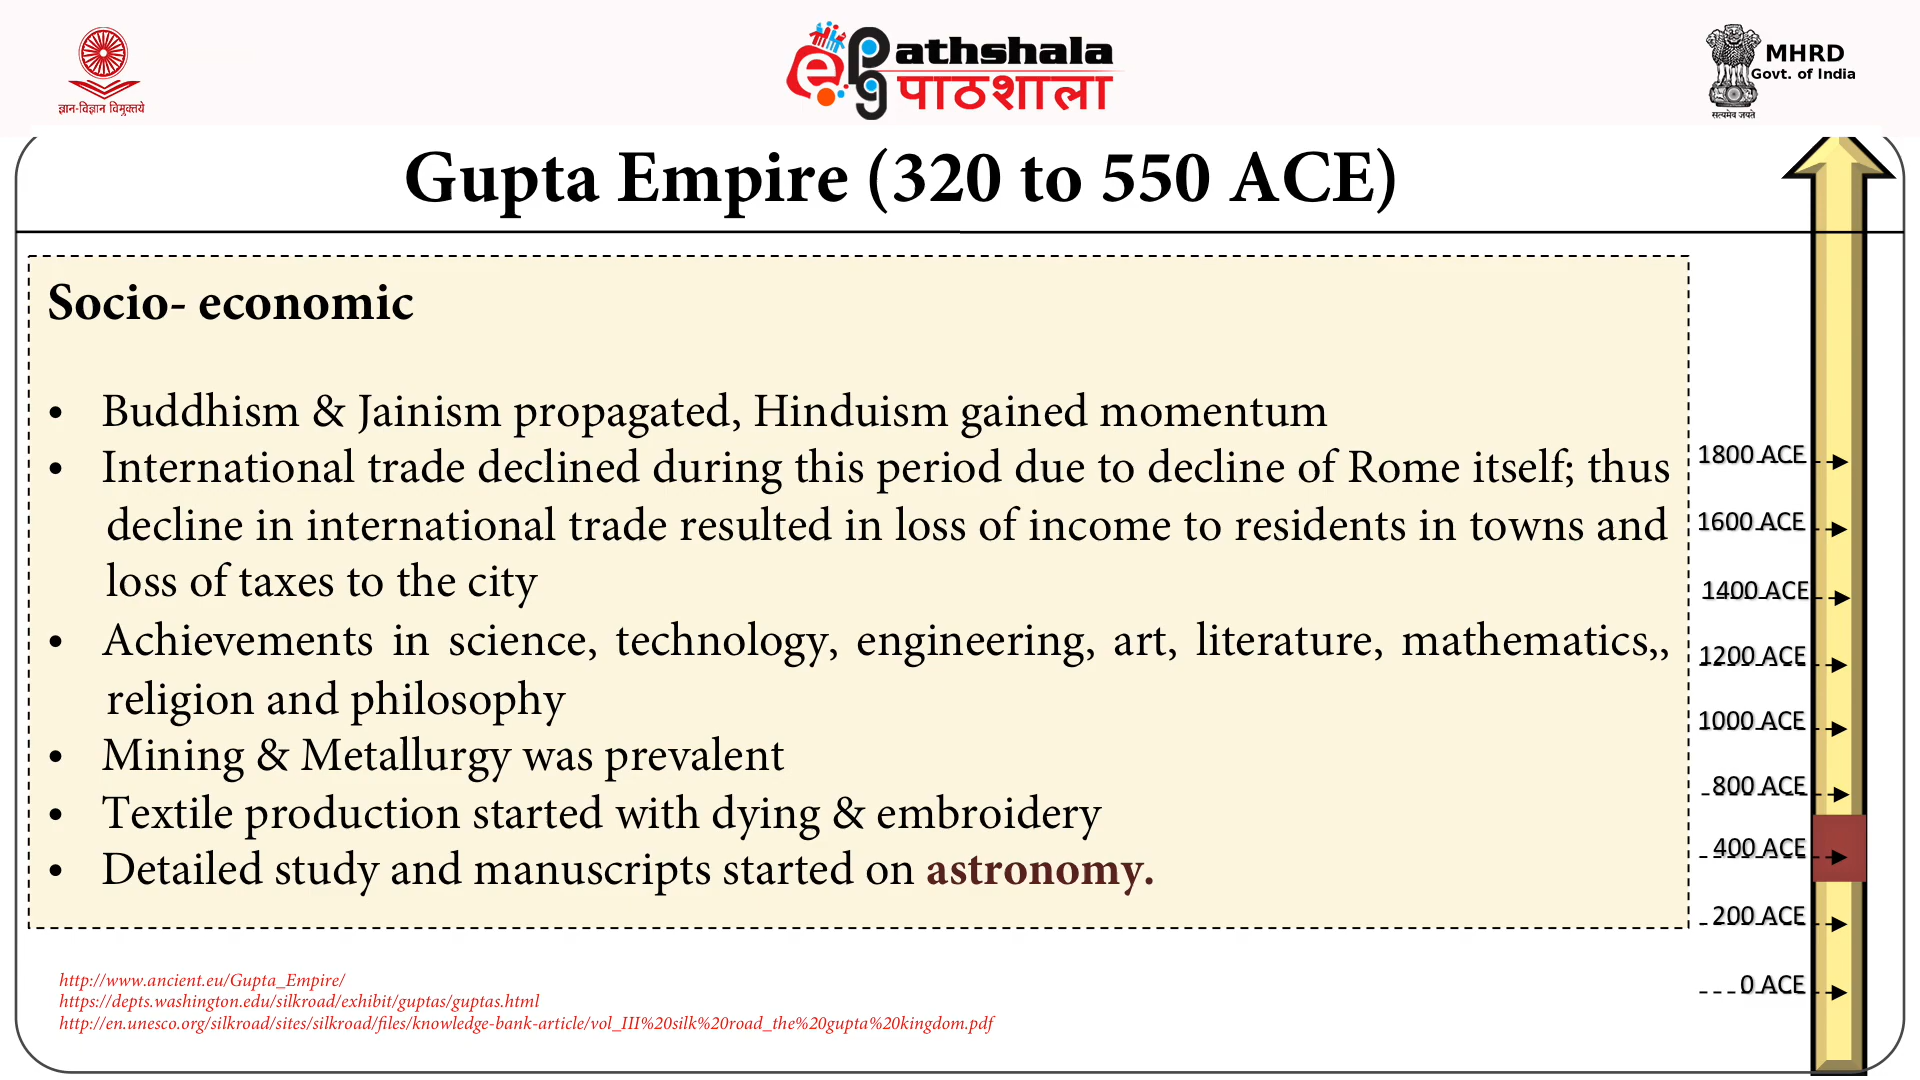 ज्ञान-विज्ञान विमुक्तये
ePG Pathshala
पाठशाला
MHRD
Govt. of India
सत्यमेव जयते
Gupta Empire (320 to 550 ACE)
Socio- economic
• Buddhism & Jainism propagated, Hinduism gained momentum
• International trade declined during this period due to decline of Rome itself; thus
decline in international trade resulted in loss of income to residents in towns and
loss of taxes to the city
• Achievements in science, technology, engineering, art, literature, mathematics,,
religion and philosophy
• Mining & Metallurgy was prevalent
• Textile production started with dying & embroidery
• Detailed study and manuscripts started on astronomy.
1800 ACE
1600 ACE
1400 ACE
1200 ACE
1000 ACE
800 ACE
400 ACE
200 ACE
0 ACE
http://www.ancient.eu/Gupta_Empire/
https://depts.washington.edu/silkroad/exhibit/guptas/guptas.html
http://en.unesco.org/silkroad/sites/silkroad/files/knowledge-bank-article/vol_III%20silk%20road_the%20gupta%20kingdom.pdf